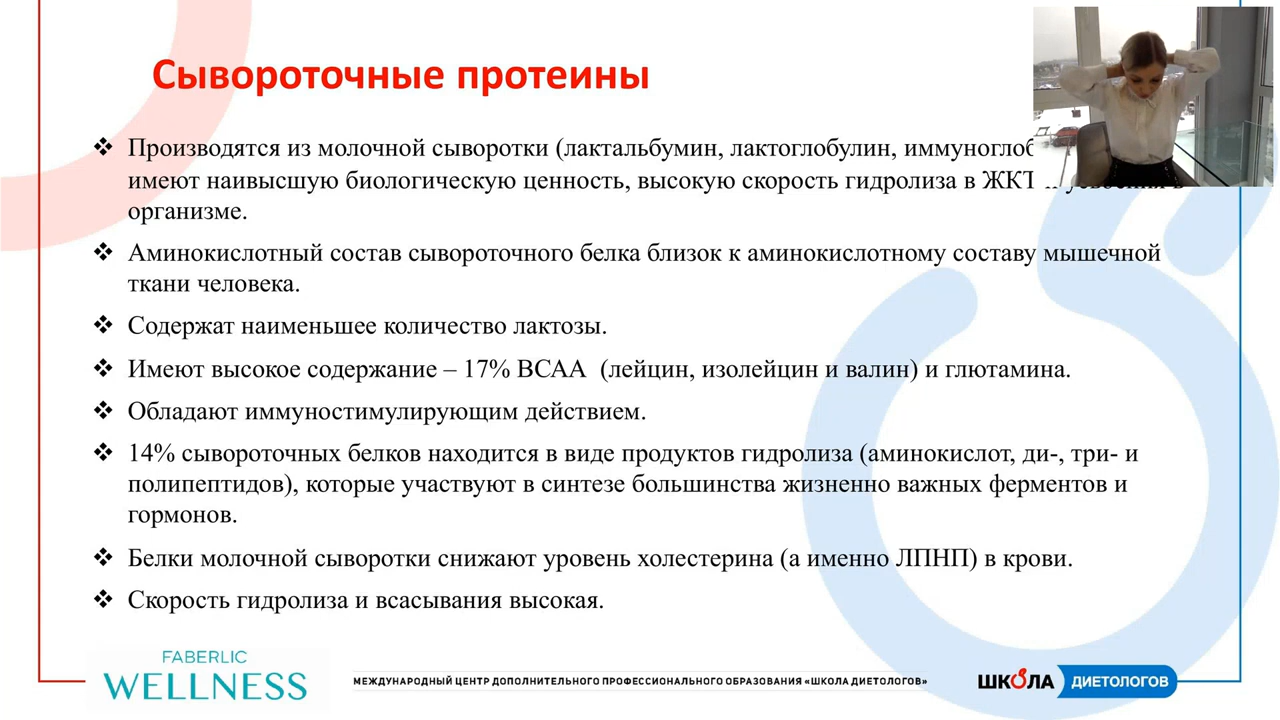 Сывороточные протеины
❖ Производятся из молочной сыворотки (лактальбумин, лактоглобулин,
имеют наивысшую биологическую ценность, высокую скорость гидролиза в ЖКТ
организме.
❖ Аминокислотный состав сывороточного белка близок к аминокислотному составу мышечной
ткани человека.
❖ Содержат наименьшее количество лактозы.
❖ Имеют высокое содержание – 17% ВСАА (лейцин, изолейцин и валин) и глютамина.
❖ Обладают иммуностимулирующим действием.
❖ 14% сывороточных белков находится в виде продуктов гидролиза (аминокислот, ди-, три- и
полипептидов), которые участвуют в синтезе большинства жизненно важных ферментов и
гормонов.
❖ Белки молочной сыворотки снижают уровень холестерина (а именно ЛПНП) в крови.
❖ Скорость гидролиза и всасывания высокая.
FABERLIC
WELLNESS
МЕЖДУНАРОДНЫЙ ЦЕНТР ДОПОЛНИТЕЛЬНОГО ПРОФЕССИОНАЛЬНОГО ОБРАЗОВАНИЯ «ШКОЛА ДИЕТОЛОГОВ»
ШКОЛА ДИЕТОЛОГОВ